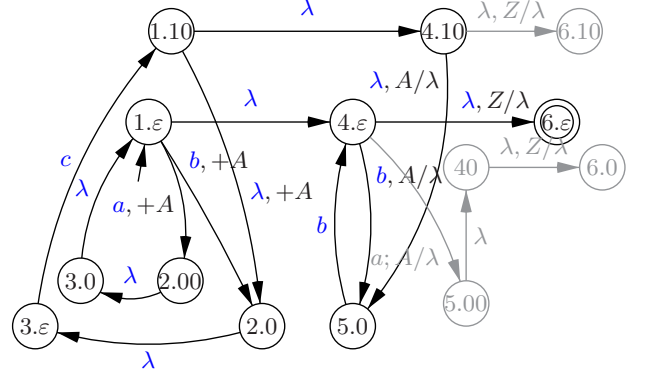 λ
λ, Z/λ
1.10
4.10
6.10
λ, A/λ
λ
λ, Z/λ
1.ε
4.ε
6.ε
c
b, +A
λ, Z/λ
b, A/λ
40
6.0
λ
λ, +A
a, +A
b
λ
a; A/λ
λ
3.0
2.00
5.00
3.ε
2.0
5.0
λ